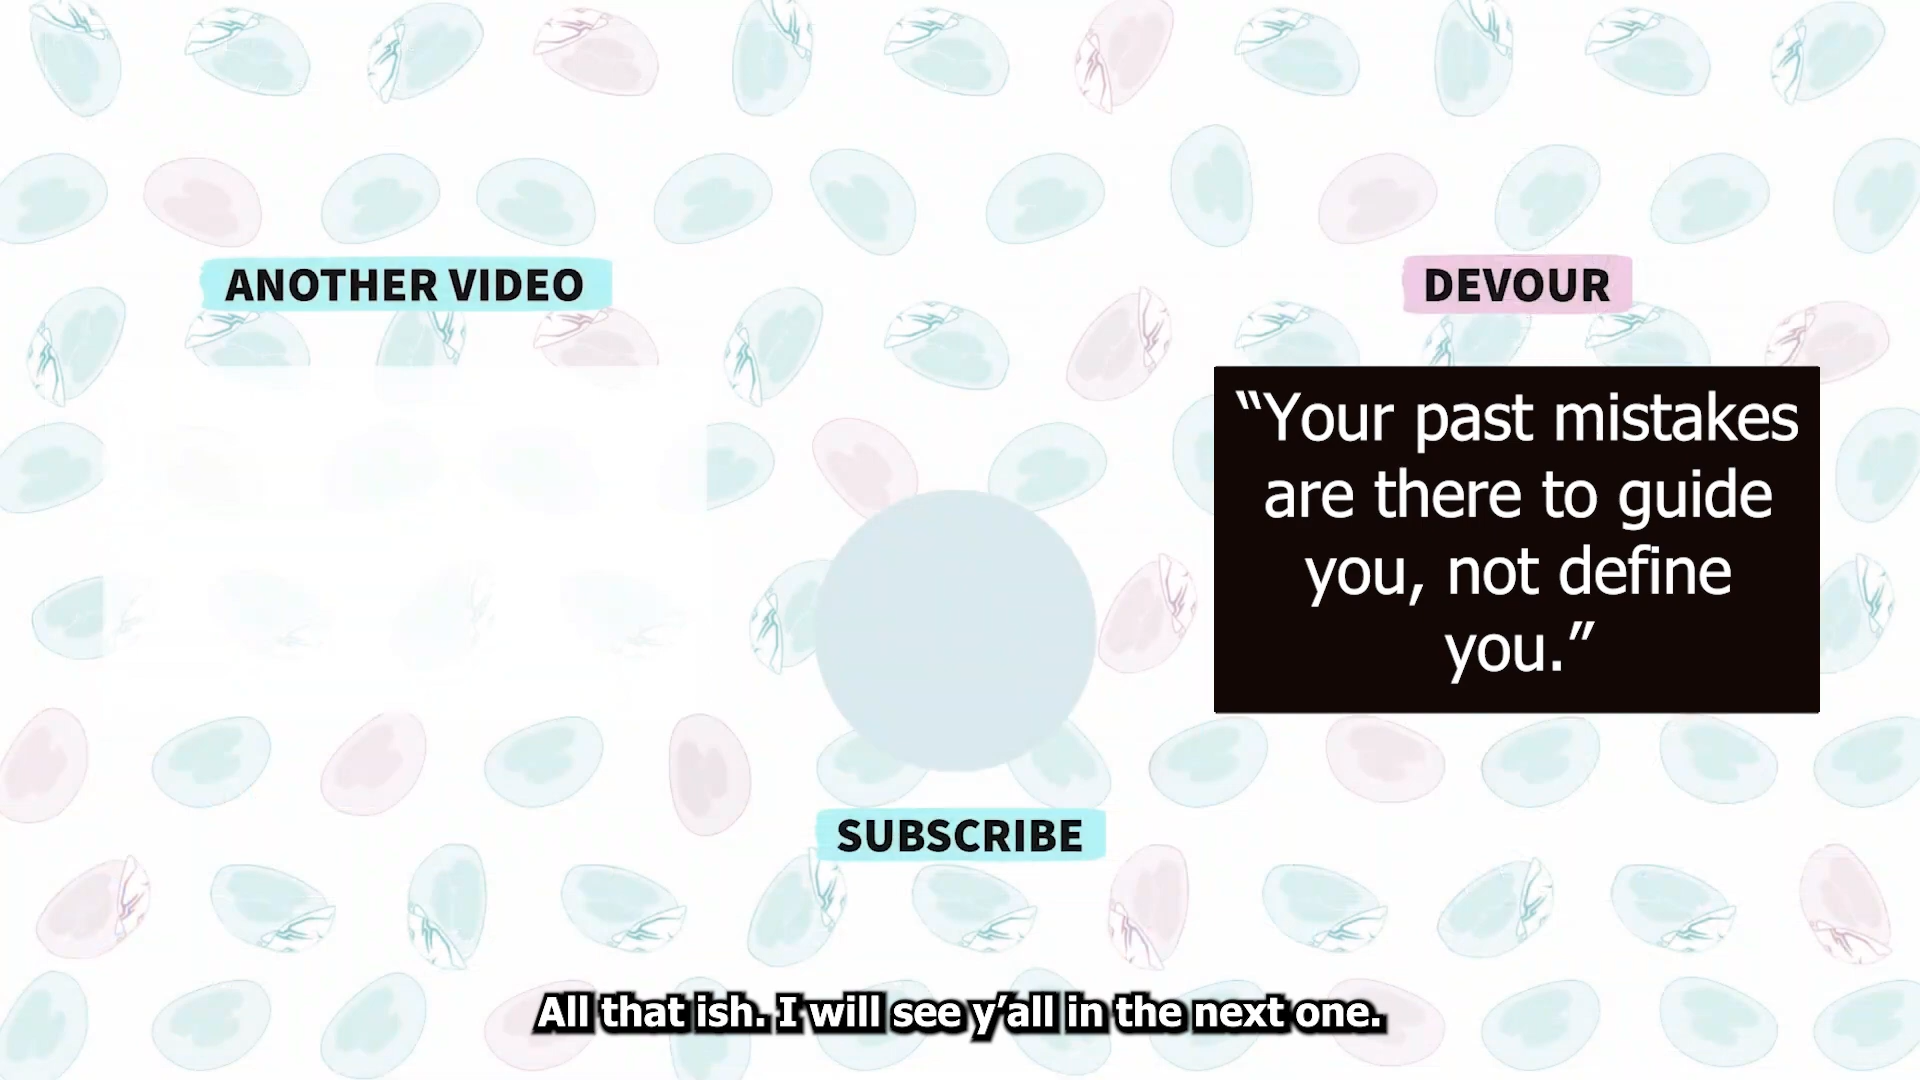 ANOTHER VIDEO
DEVOUR
“Your past mistakes
are there to guide
you, not define
you.”
SUBSCRIBE
All that ish. I will see y’all in the next one.